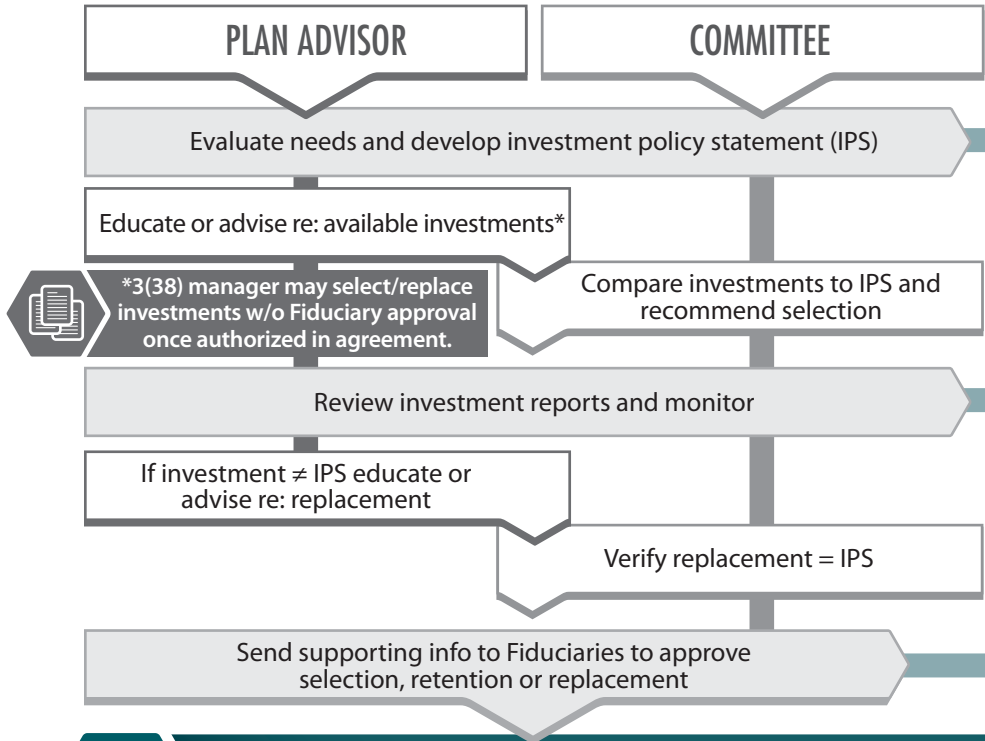 PLAN ADVISOR
COMMITTEE
Evaluate needs and develop investment policy statement (IPS)
Educate or advise re: available investments*
*3(38) manager may select/replace
investments w/o Fiduciary approval
once authorized in agreement.
Compare investments to IPS and
recommend selection
Review investment reports and monitor
If investment ≠ IPS educate or
advise re: replacement
Verify replacement = IPS
Send supporting info to Fiduciaries to approve
selection, retention or replacement